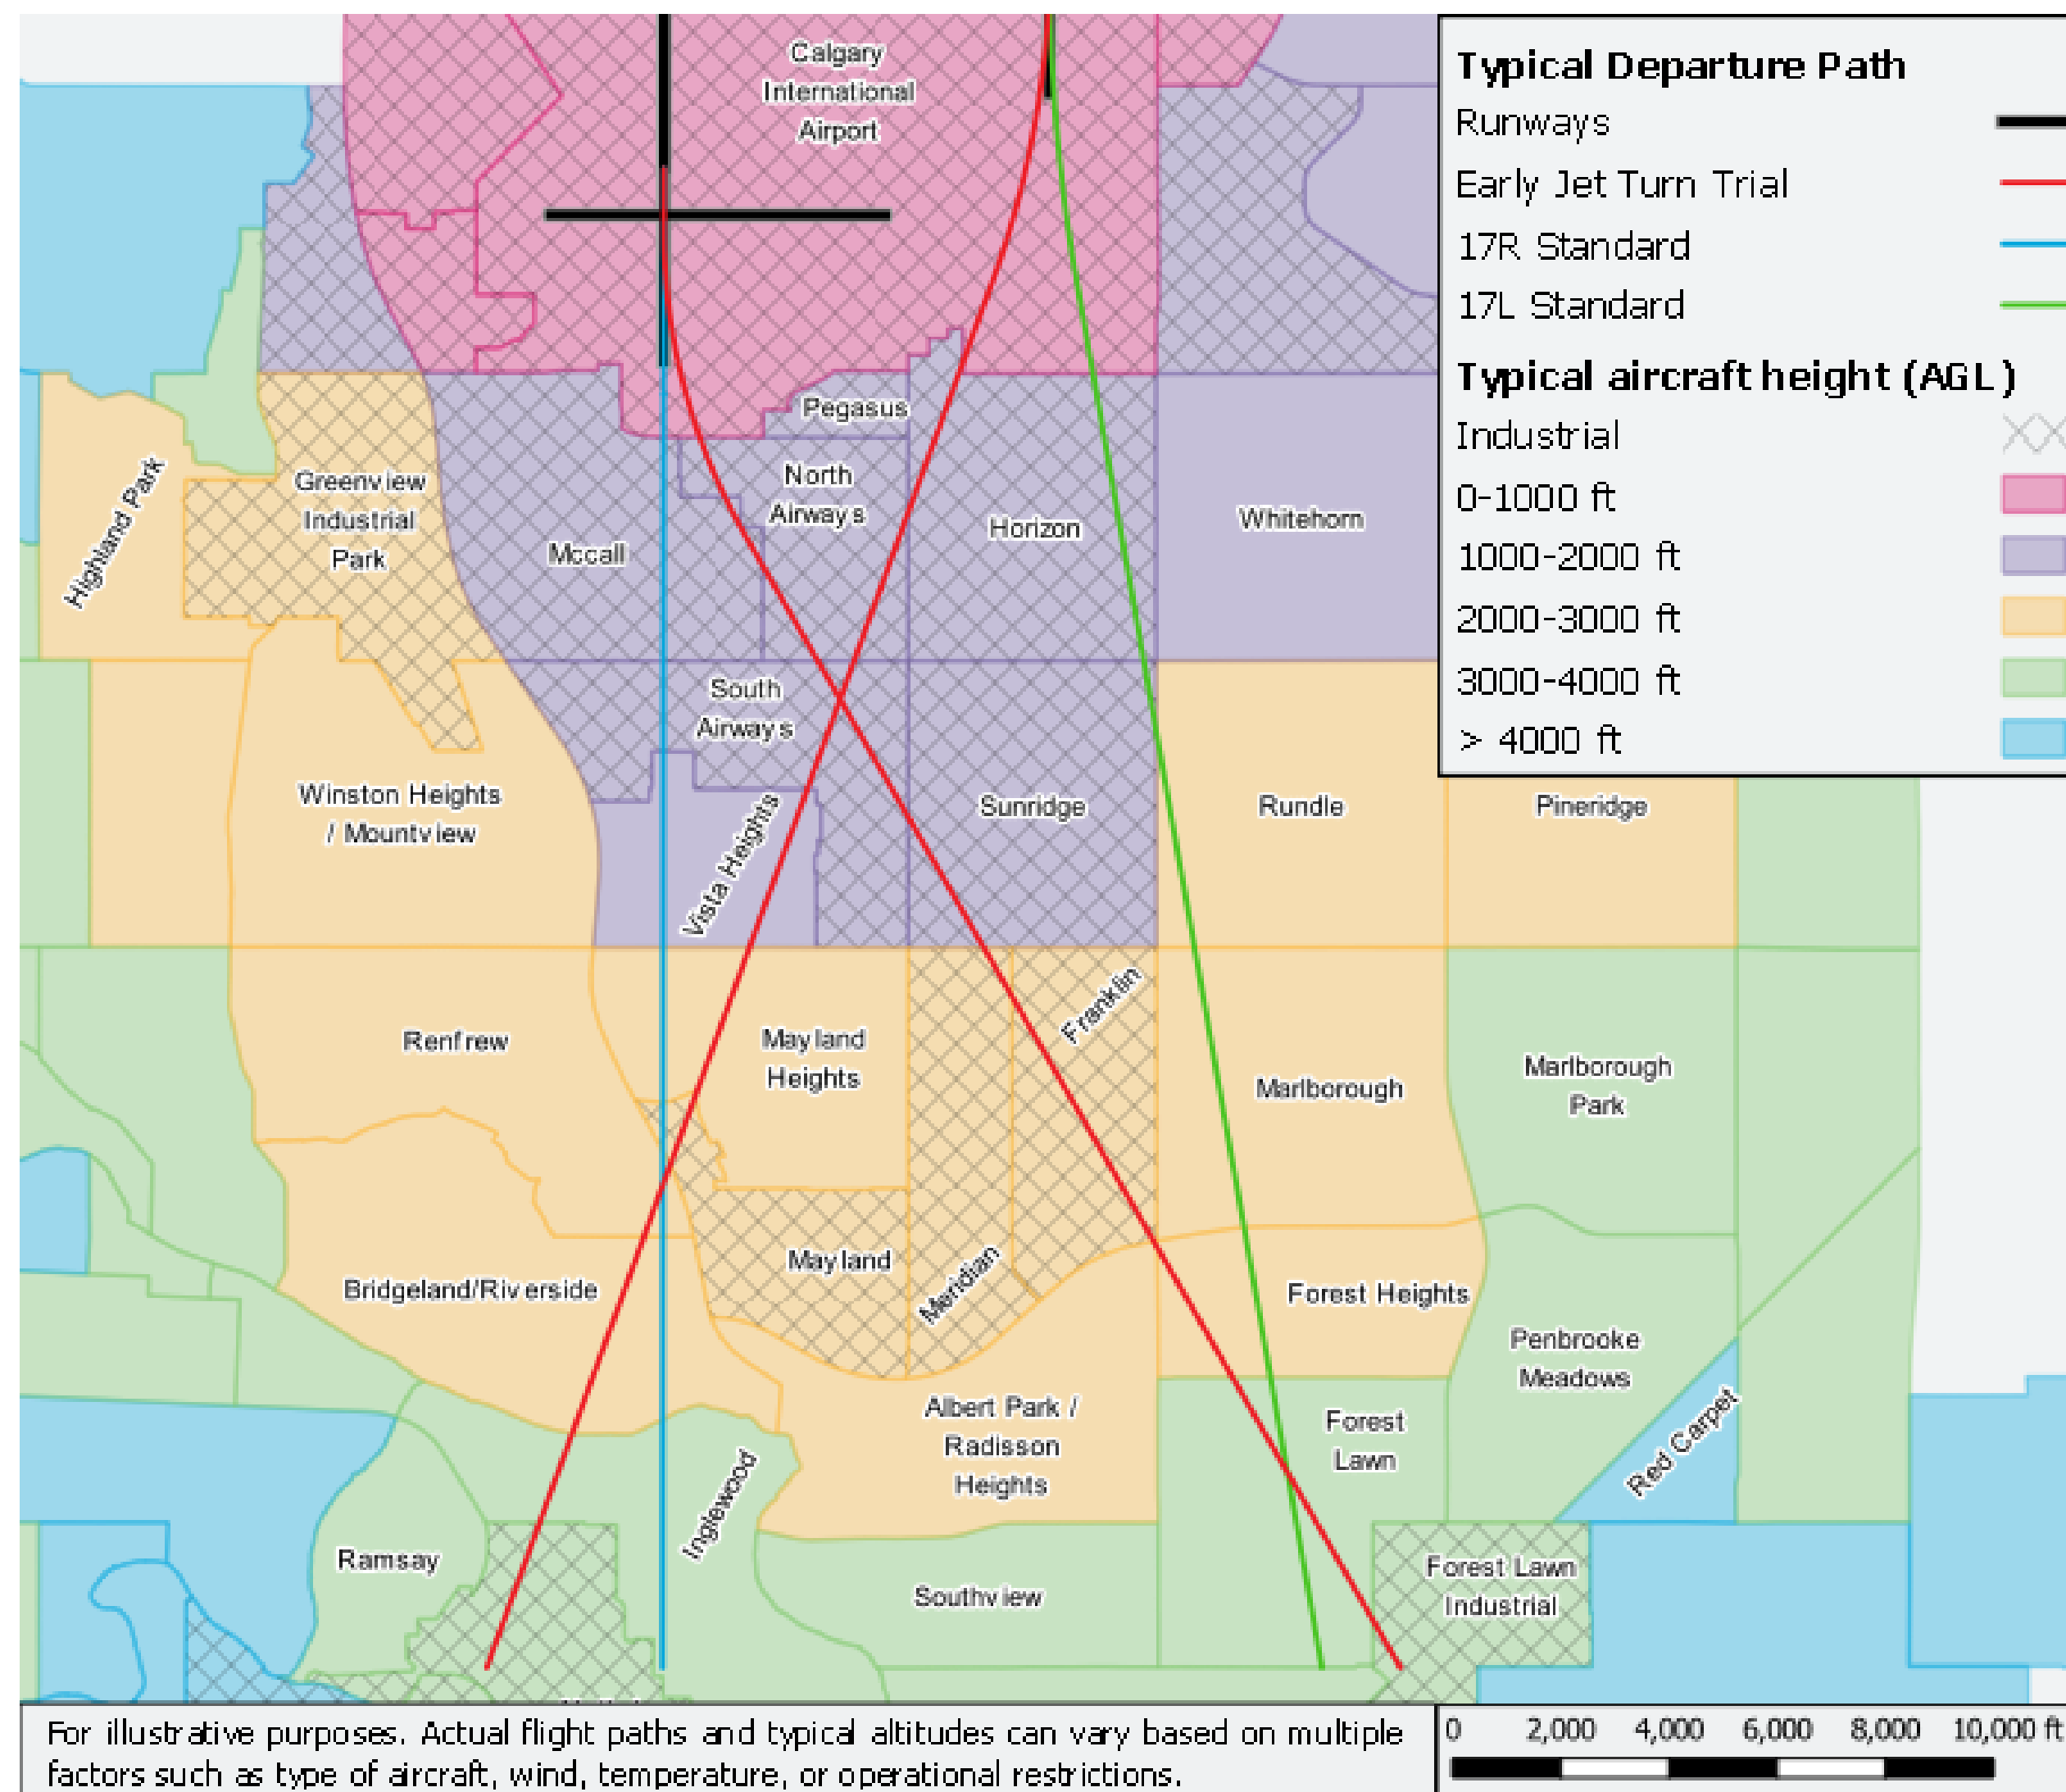 Calgary
International
Airport
Typical Departure Path
Runways
Early Jet Turn Trial
17R Standard
17L Standard
Typical aircraft height (AGL)
Industrial
0-1000 ft
1000-2000 ft
2000-3000 ft
3000-4000 ft
> 4000 ft
Pegasus
Highland Park
Greenview
Industrial
Park
Mccall
North
Airways
Horizon
Whitehorn
South
Airways
Winston Heights
/ Mountview
Vista Heights
Sunridge
Rundle
Pineridge
Renfrew
Mayland
Heights
Franklin
Marlborough
Marlborough
Park
Bridgeland/Riverside
Mayland
Meridian
Forest Heights
Penbrooke
Meadows
Albert Park /
Radisson
Heights
Forest
Lawn
Red Carpet
Inglewood
Ramsay
Southview
Forest Lawn
Industrial
For illustrative purposes. Actual flight paths and typical altitudes can vary based on multiple
factors such as type of aircraft, wind, temperature, or operational restrictions.
0 2,000 4,000 6,000 8,000 10,000 ft